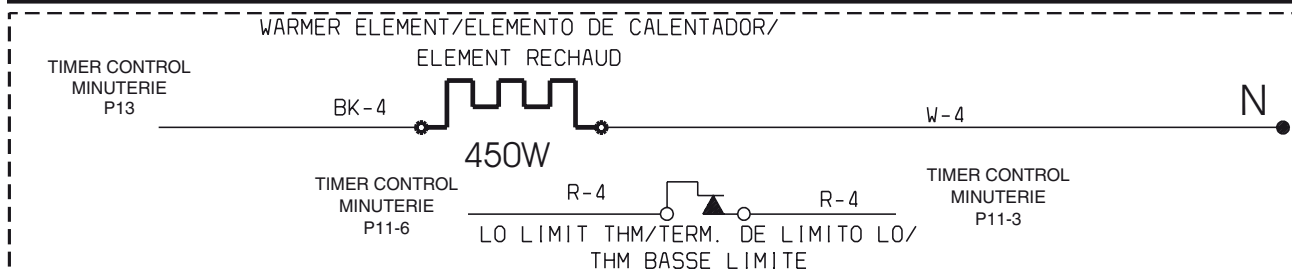 WARMER ELEMENT/ELEMENTO DE CALENTADOR/
ELEMENT RECHAUD
TIMER CONTROL
MINUTERIE
P13
BK-4
W-4
N
450W
TIMER CONTROL
MINUTERIE
P11-6
R-4
R-4
TIMER CONTROL
MINUTERIE
P11-3
LO LIMIT THM/TERM. DE LIMITO LO/
THM BASSE LIMITE